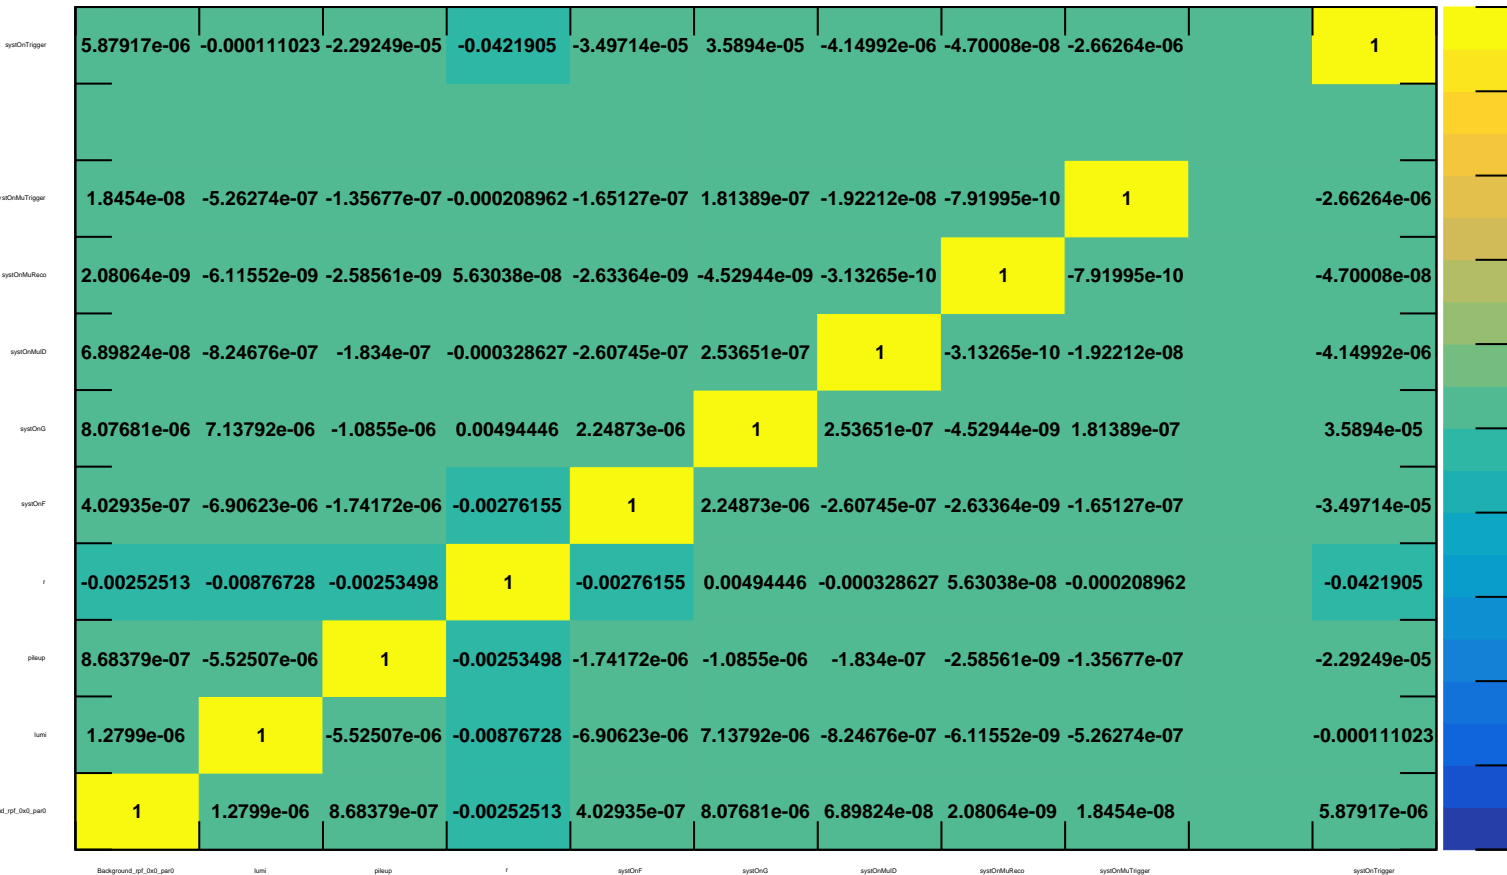 systOnTrigger 5.87917e-06 -0.000111023 -2.29249e-05 -0.0421905 -3.49714e-05 3.5894e-05 -4.14992e-06 -4.70008e-08 -2.66264e-06 1
ystOnMuTrigger 1.8454e-08 -5.26274e-07 -1.35677e-07 -0.000208962 -1.65127e-07 1.81389e-07 -1.92212e-08 -7.91995e-10 1 -2.66264e-06
systOnMuReco 2.08064e-09 -6.11552e-09 -2.58561e-09 5.63038e-08 -2.63364e-09 -4.52944e-09 -3.13265e-10 1 -7.91995e-10 -4.70008e-08
systOnMuID 6.89824e-08 -8.24676e-07 -1.834e-07 -0.000328627 -2.60745e-07 2.53651e-07 1 -3.13265e-10 -1.92212e-08 -4.14992e-06
systOnG 8.07681e-06 7.13792e-06 -1.0855e-06 0.00494446 2.24873e-06 1 2.53651e-07 -4.52944e-09 1.81389e-07 3.5894e-05
systOnF 4.02935e-07 -6.90623e-06 -1.74172e-06 -0.00276155 1 2.24873e-06 -2.60745e-07 -2.63364e-09 -1.65127e-07 -3.49714e-05
r -0.00252513 -0.00876728 -0.00253498 1 -0.00276155 0.00494446 -0.000328627 5.63038e-08 -0.000208962 -0.0421905
pileup 8.68379e-07 -5.52507e-06 1 -0.00253498 -1.74172e-06 -1.0855e-06 -1.834e-07 -2.58561e-09 -1.35677e-07 -2.29249e-05
lumi 1.2799e-06 1 -5.52507e-06 -0.00876728 -6.90623e-06 7.13792e-06 -8.24676e-07 -6.11552e-09 -5.26274e-07 -0.000111023
d_rpf_0x0_par0 1 1.2799e-06 8.68379e-07 -0.00252513 4.02935e-07 8.07681e-06 6.89824e-08 2.08064e-09 1.8454e-08 5.87917e-06
Background_rpf_0x0_par0 lumi pileup r systOnF systOnG systOnMuID systOnMuReco systOnMuTrigger systOnTrigger